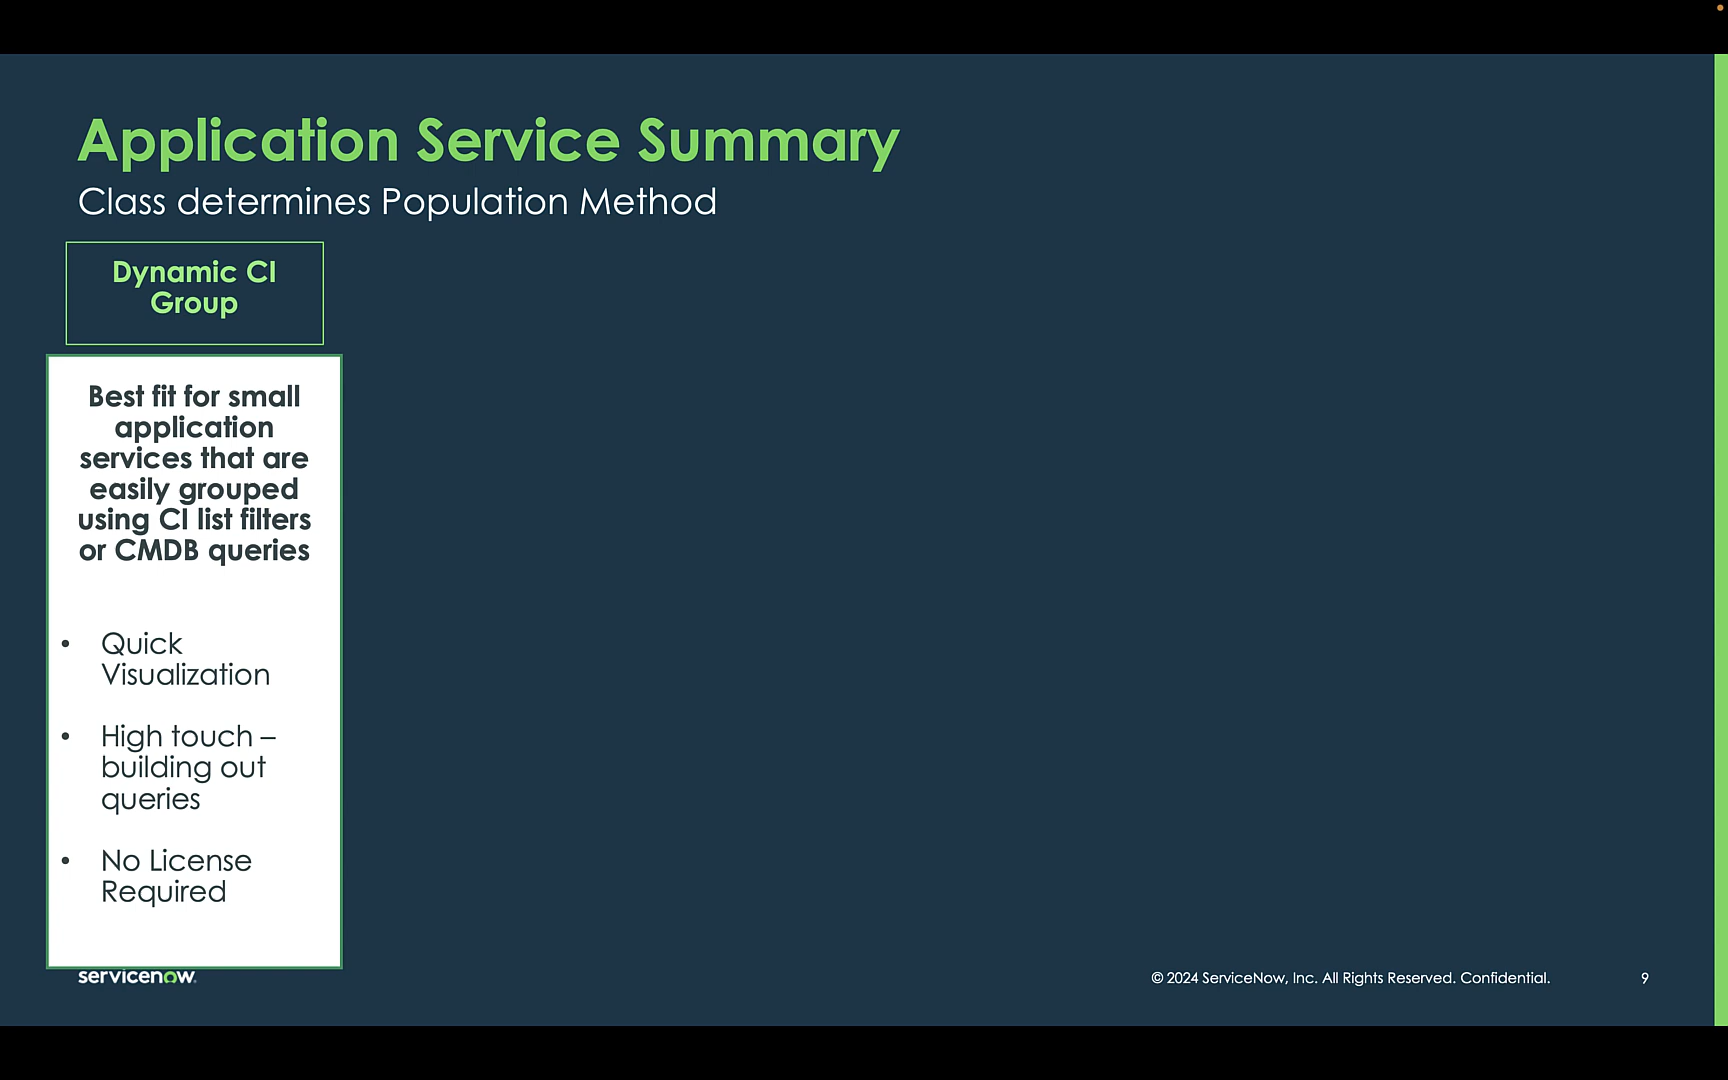 Application Service Summary
Class determines Population Method
Dynamic CI
Group
Best fit for small
application
services that are
easily grouped
using CI list filters
or CMDB queries
• Quick
Visualization
• High touch –
building out
queries
• No License
Required
servicenow.
© 2024 ServiceNow, Inc. All Rights Reserved. Confidential.
9